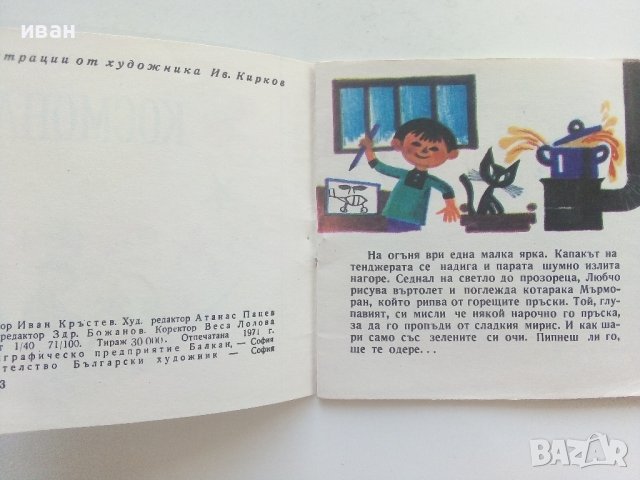 иван
трации от художника Ив. Кирков
ор Иван Кръстев. Худ. редактор Атанас Пацев
редактор Здр. Божанов. Коректор Веса Лолова
т 1/40 71/100. Тираж 30 000. Отпечатана 1971 г.
играфическо предприятие Балкан, — София
ателство Български художник — София
3
На огъня ври една малка ярка. Капакът на
тенджерата се надига и парата шумно излита
нагоре. Седнал на светло до прозореца, Любчо
рисува въртолет и поглежда котарака Мърмо-
ран, който рипва от горещите пръски. Той, глу-
павият, си мисли че някой нарочно го пръска,
за да го пропъди от сладкия мирис. И как ша-
ри само със зелените си очи. Пипнеш ли го,
ще те одере...
BAZAR